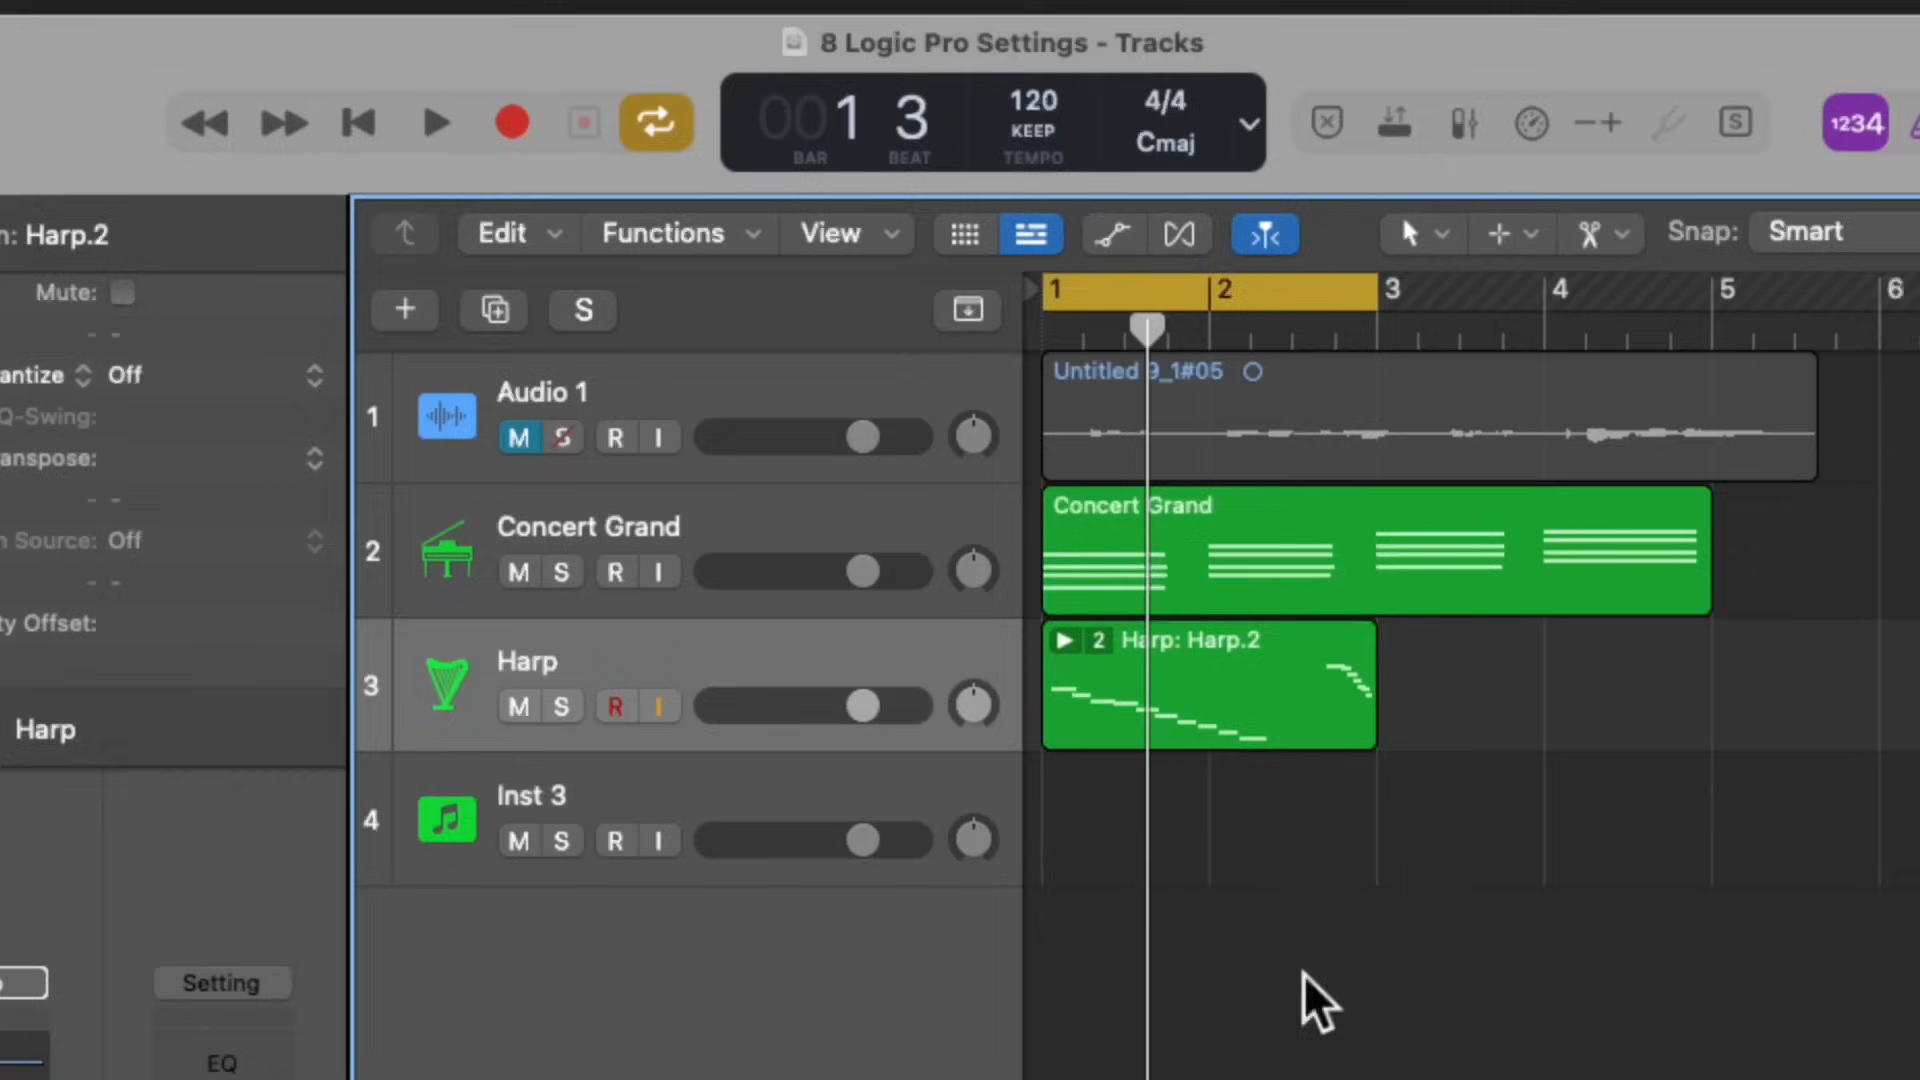 8 Logic Pro Settings - Tracks
001 3
BAR BEAT
120
KEEP
TEMPO
4/4
Cmaj
1234
S
n: Harp.2
Mute:
- -
antize Off
Q-Swing:
anspose:
- -
n Source: Off
- -
ty Offset:
Harp
Setting
EQ
Edit Functions View Snap: Smart
+ S
1 2 3 4 5 6
1 Audio 1
M S R I
Untitled 9_1#05
2 Concert Grand
M S R I
Concert Grand
3 Harp
M S R I
2 Harp: Harp.2
4 Inst 3
M S R I